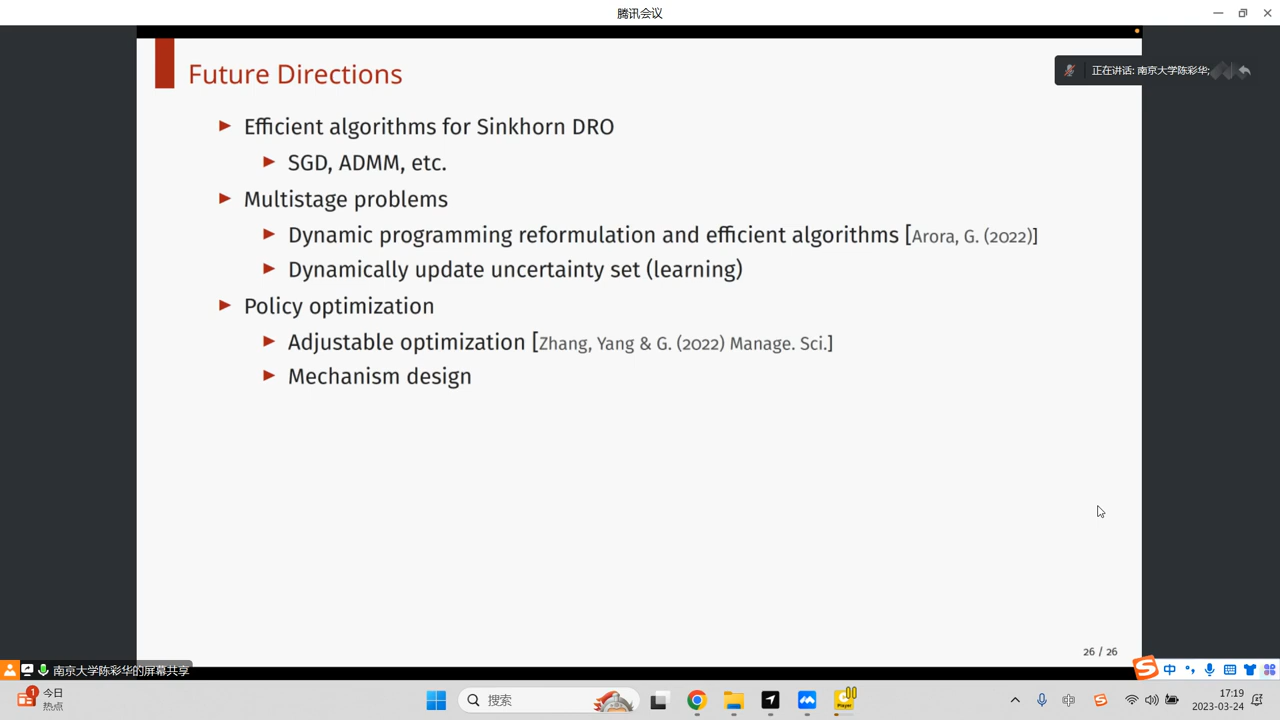 腾讯会议
Future Directions
正在讲话: 南京大学陈彩华;
Efficient algorithms for Sinkhorn DRO
SGD, ADMM, etc.
Multistage problems
Dynamic programming reformulation and efficient algorithms [Arora, G. (2022)]
Dynamically update uncertainty set (learning)
Policy optimization
Adjustable optimization [Zhang, Yang & G. (2022) Manage. Sci.]
Mechanism design
26 / 26
南京大学陈彩华的屏幕共享
中
1
今日
热点
搜索
Player
中
17:19
2023-03-24